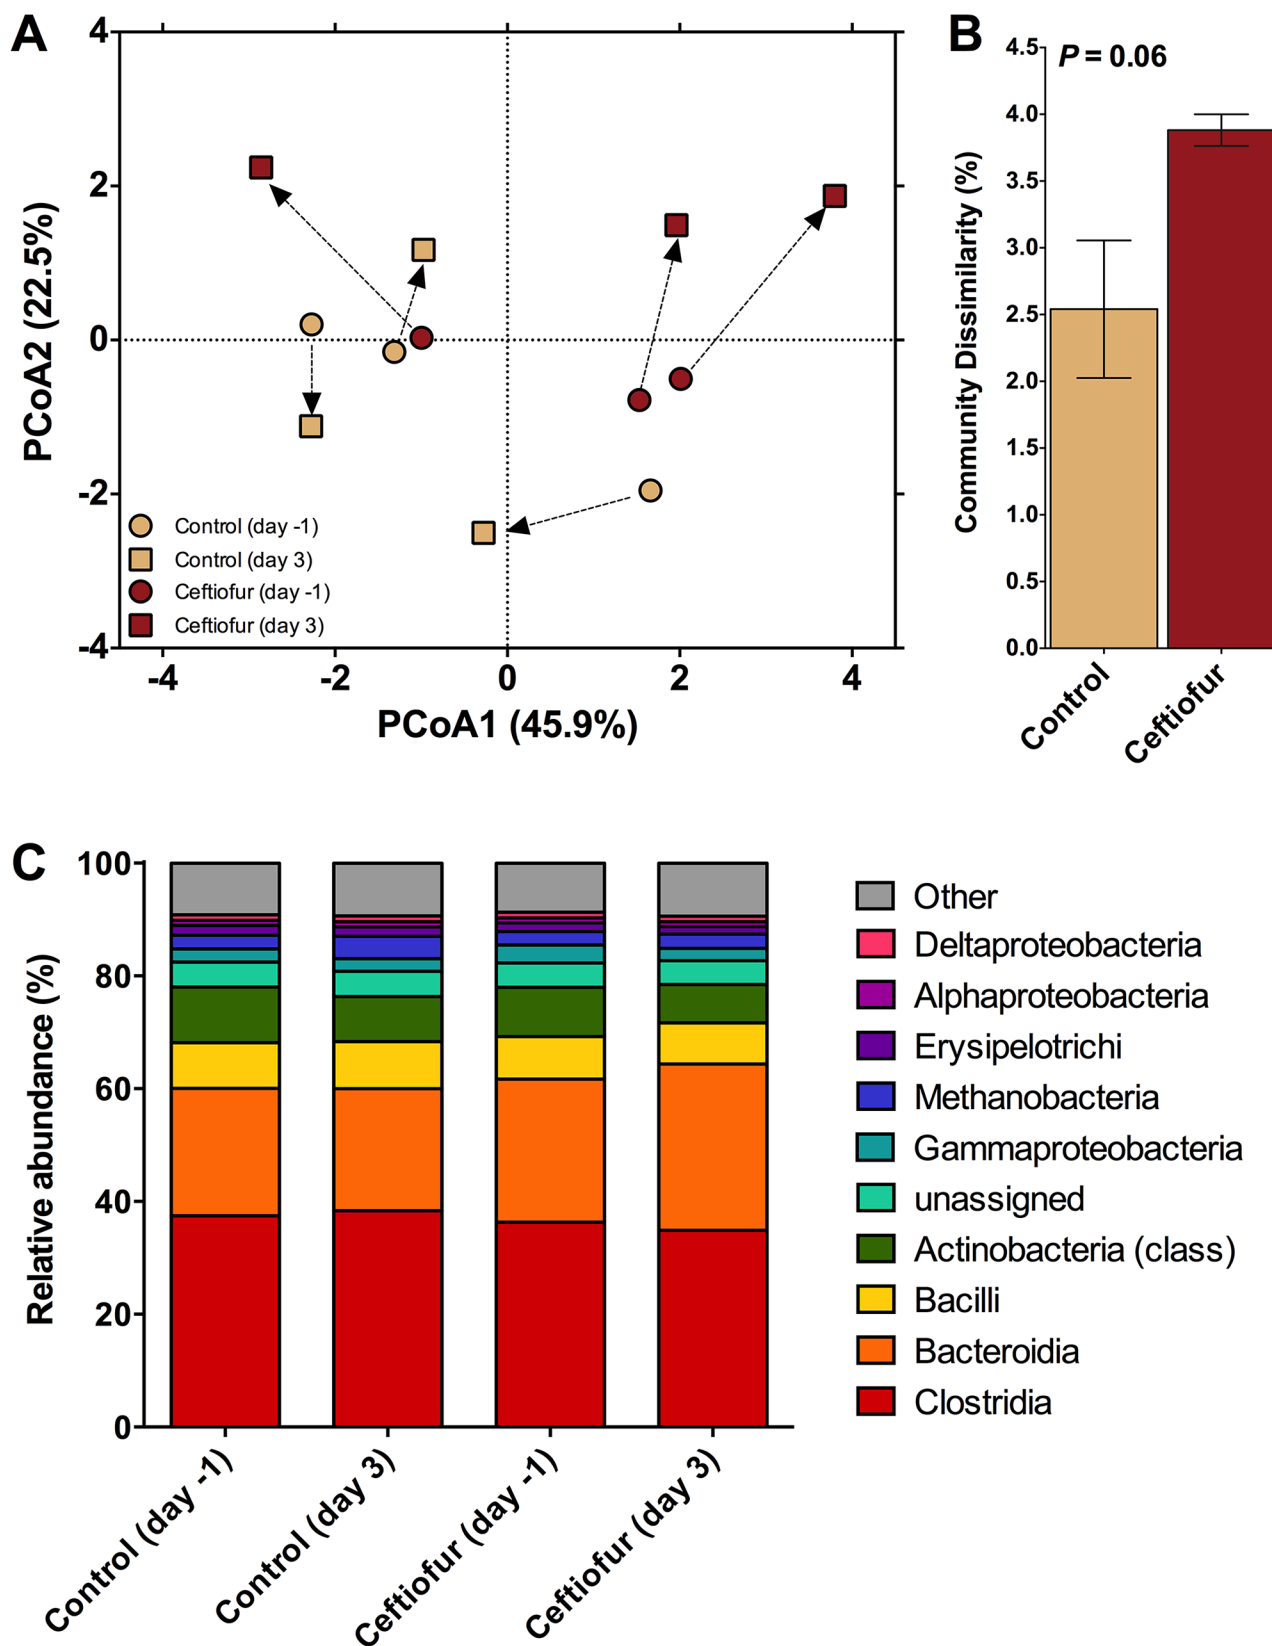 A
4
2
0
-2
-4
-4
-2
0
2
4
PCoA2 (22.5%)
PCoA1 (45.9%)
Control (day -1)
Control (day 3)
Ceftiofur (day -1)
Ceftiofur (day 3)
B
P = 0.06
4.5
4.0
3.5
3.0
2.5
2.0
1.5
1.0
0.5
0.0
Community Dissimilarity (%)
Control
Ceftiofur
C
100
80
60
40
20
0
Relative abundance (%)
Control (day -1)
Control (day 3)
Ceftiofur (day -1)
Ceftiofur (day 3)
Other
Deltaproteobacteria
Alphaproteobacteria
Erysipelotrichi
Methanobacteria
Gammaproteobacteria
unassigned
Actinobacteria (class)
Bacilli
Bacteroidia
Clostridia